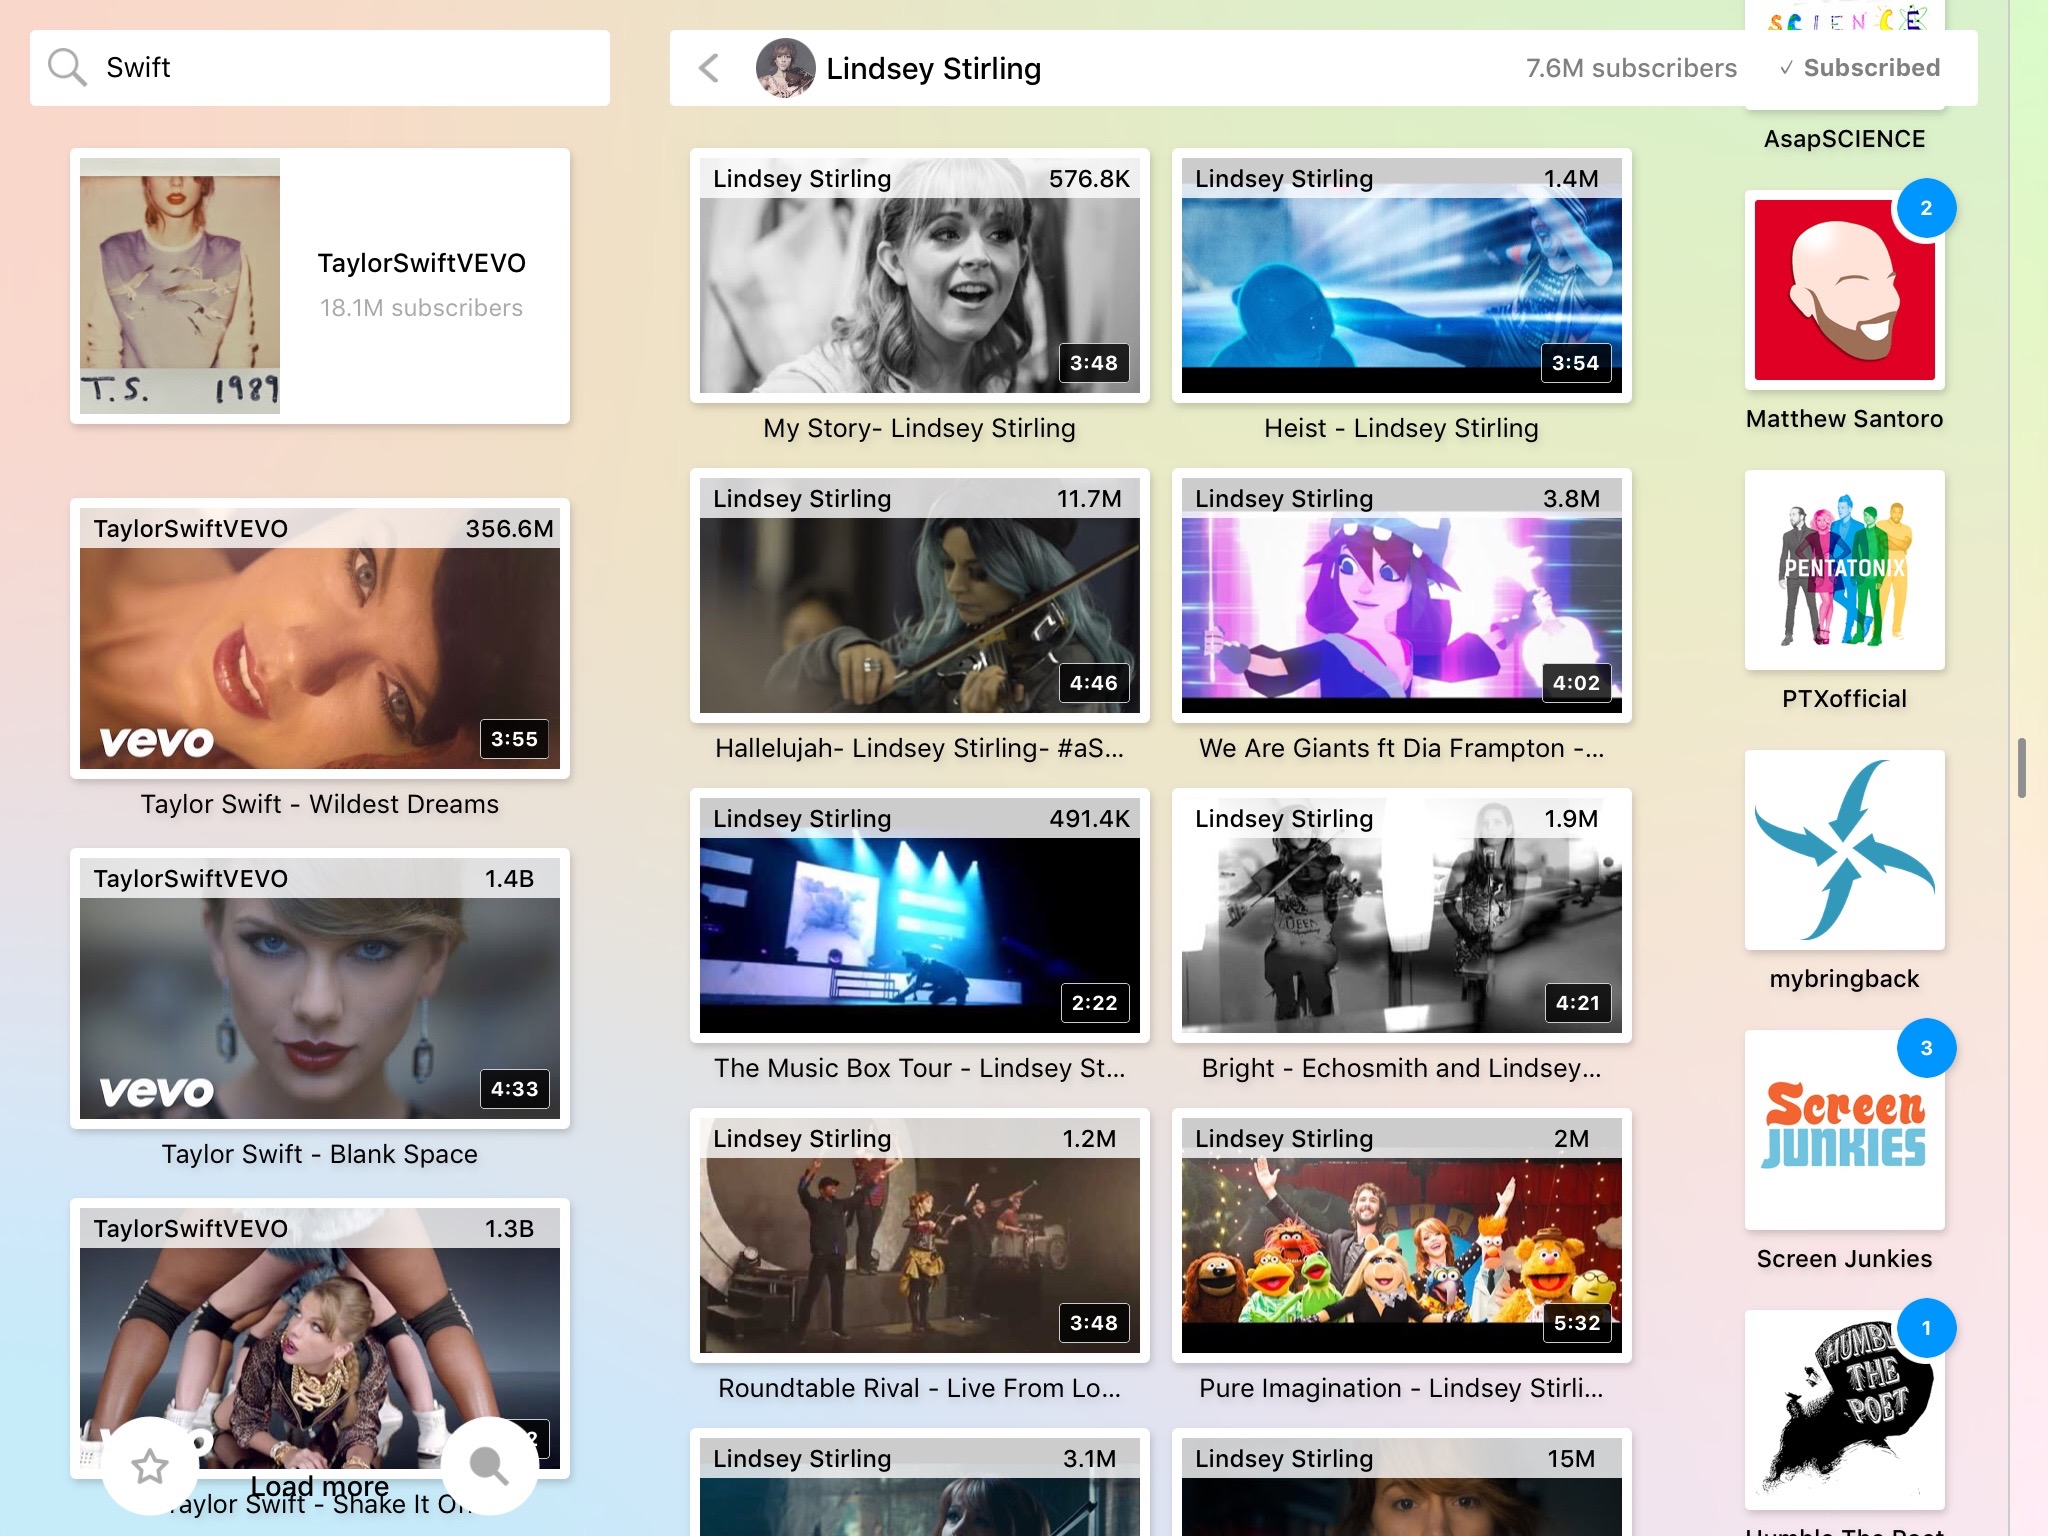 Swift
T.S. 1989
TaylorSwiftVEVO
18.1M subscribers
TaylorSwiftVEVO 356.6M
vevo 3:55
Taylor Swift - Wildest Dreams
TaylorSwiftVEVO 1.4B
vevo 4:33
Taylor Swift - Blank Space
TaylorSwiftVEVO 1.3B
Load more
Swift - Shake It
Lindsey Stirling 7.6M subscribers ✓ Subscribed
Lindsey Stirling 576.8K
3:48
My Story- Lindsey Stirling
Lindsey Stirling 1.4M
3:54
Heist - Lindsey Stirling
Lindsey Stirling 11.7M
4:46
Hallelujah- Lindsey Stirling- #aS...
Lindsey Stirling 3.8M
4:02
We Are Giants ft Dia Frampton -...
Lindsey Stirling 491.4K
2:22
The Music Box Tour - Lindsey St...
Lindsey Stirling 1.9M
QUEEN
4:21
Bright - Echosmith and Lindsey...
Lindsey Stirling 1.2M
3:48
Roundtable Rival - Live From Lo...
Lindsey Stirling 2M
5:32
Pure Imagination - Lindsey Stirli...
Lindsey Stirling 3.1M
Lindsey Stirling 15M
SCIENCE
AsapSCIENCE
2
Matthew Santoro
PENTATONIX
PTXofficial
mybringback
3
Screen
JUNKIES
Screen Junkies
1
HUMBLE
THE
POET
Humble The Poet